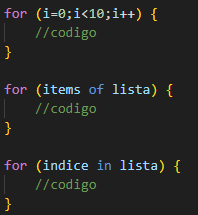 for (i=0;i<10;i++) {
    //codigo
}
for (items of lista) {
    //codigo
}
for (indice in lista) {
    //codigo
}